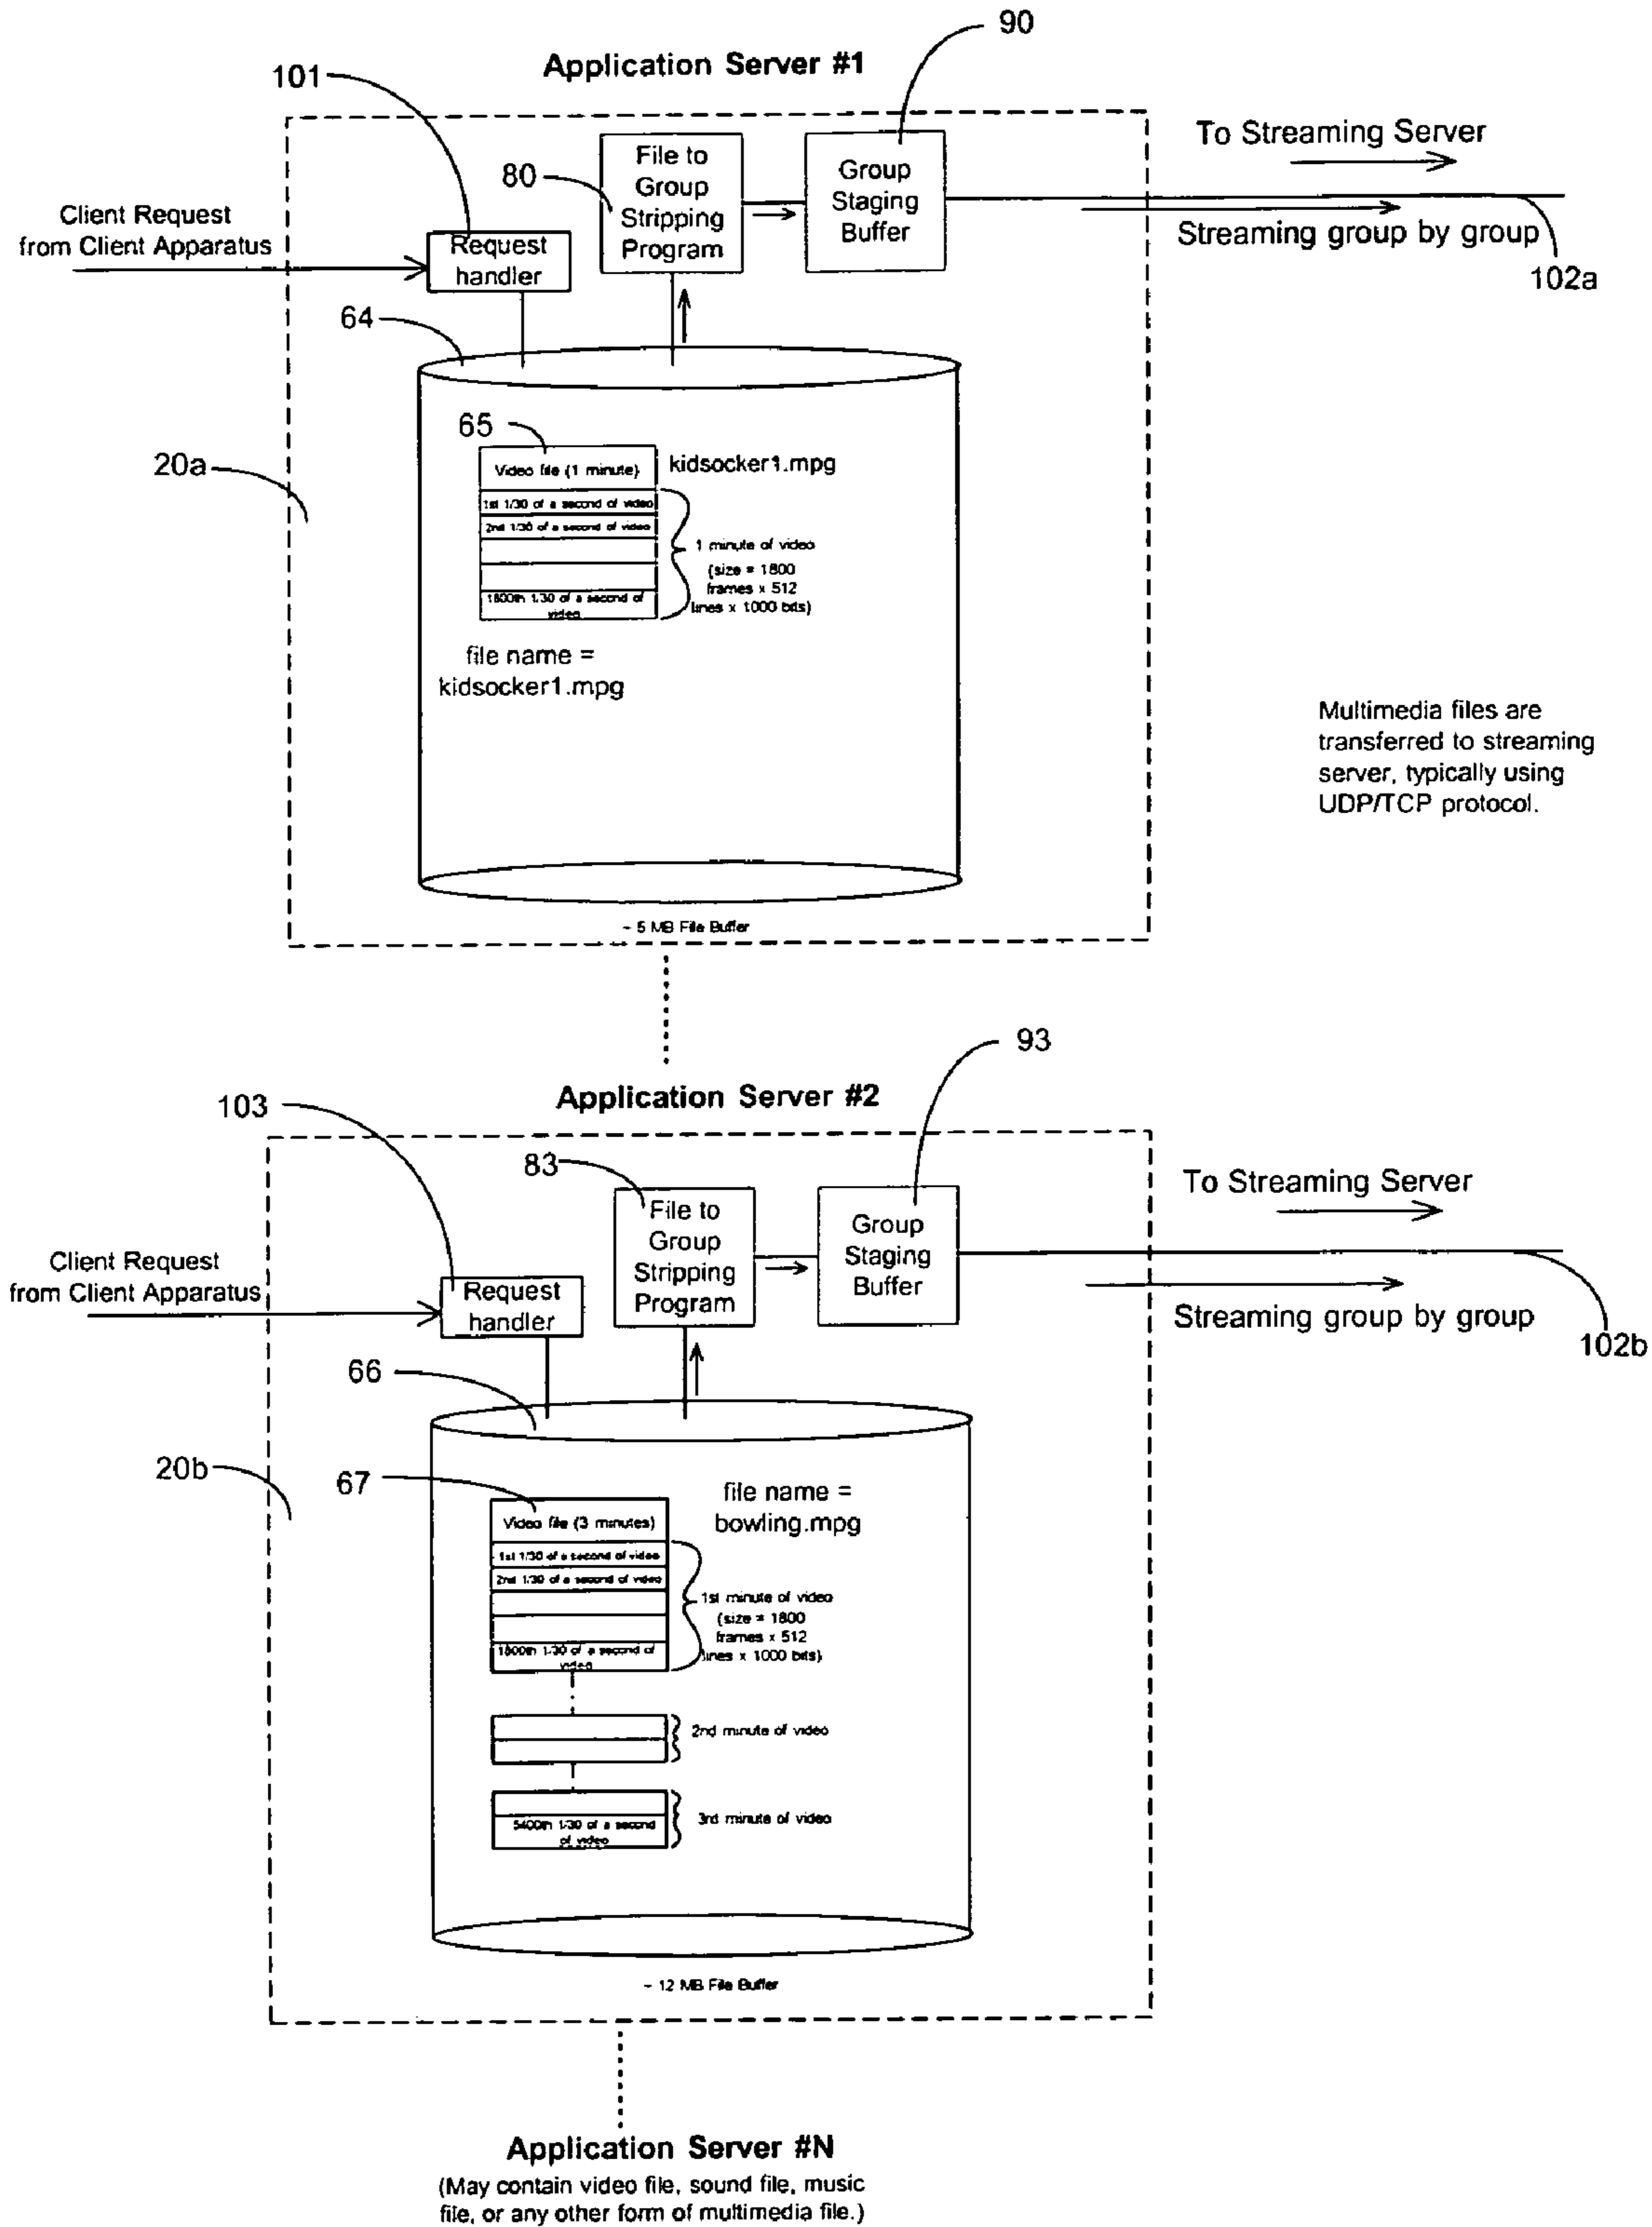 90
Application Server #1
101
To Streaming Server
File to
Group
Stripping
Program
80
Group
Staging
Buffer
Client Request
from Client Apparatus
Request
handler
Streaming group by group
102a
64
65
Video file (1 minute)
kidsocker1.mpg
20a
1st 1/30 of a second of video
2nd 1/30 of a second of video
1 minute of video
(size = 1800
frames x 512
lines x 1000 bits)
1800th 1/30 of a second of
video
file name =
kidsocker1.mpg
Multimedia files are
transferred to streaming
server, typically using
UDP/TCP protocol.
~ 5 MB File Buffer
93
Application Server #2
103
83
To Streaming Server
File to
Group
Stripping
Program
Group
Staging
Buffer
Client Request
from Client Apparatus
Request
handler
Streaming group by group
102b
66
20b
67
file name =
bowling.mpg
Video file (3 minutes)
1st 1/30 of a second of video
2nd 1/30 of a second of video
1st minute of video
(size = 1800
frames x 512
lines x 1000 bits)
1800th 1/30 of a second of
video
2nd minute of video
3rd minute of video
5400th 1/30 of a second
of video
~ 12 MB File Buffer
Application Server #N
(May contain video file, sound file, music
file, or any other form of multimedia file.)